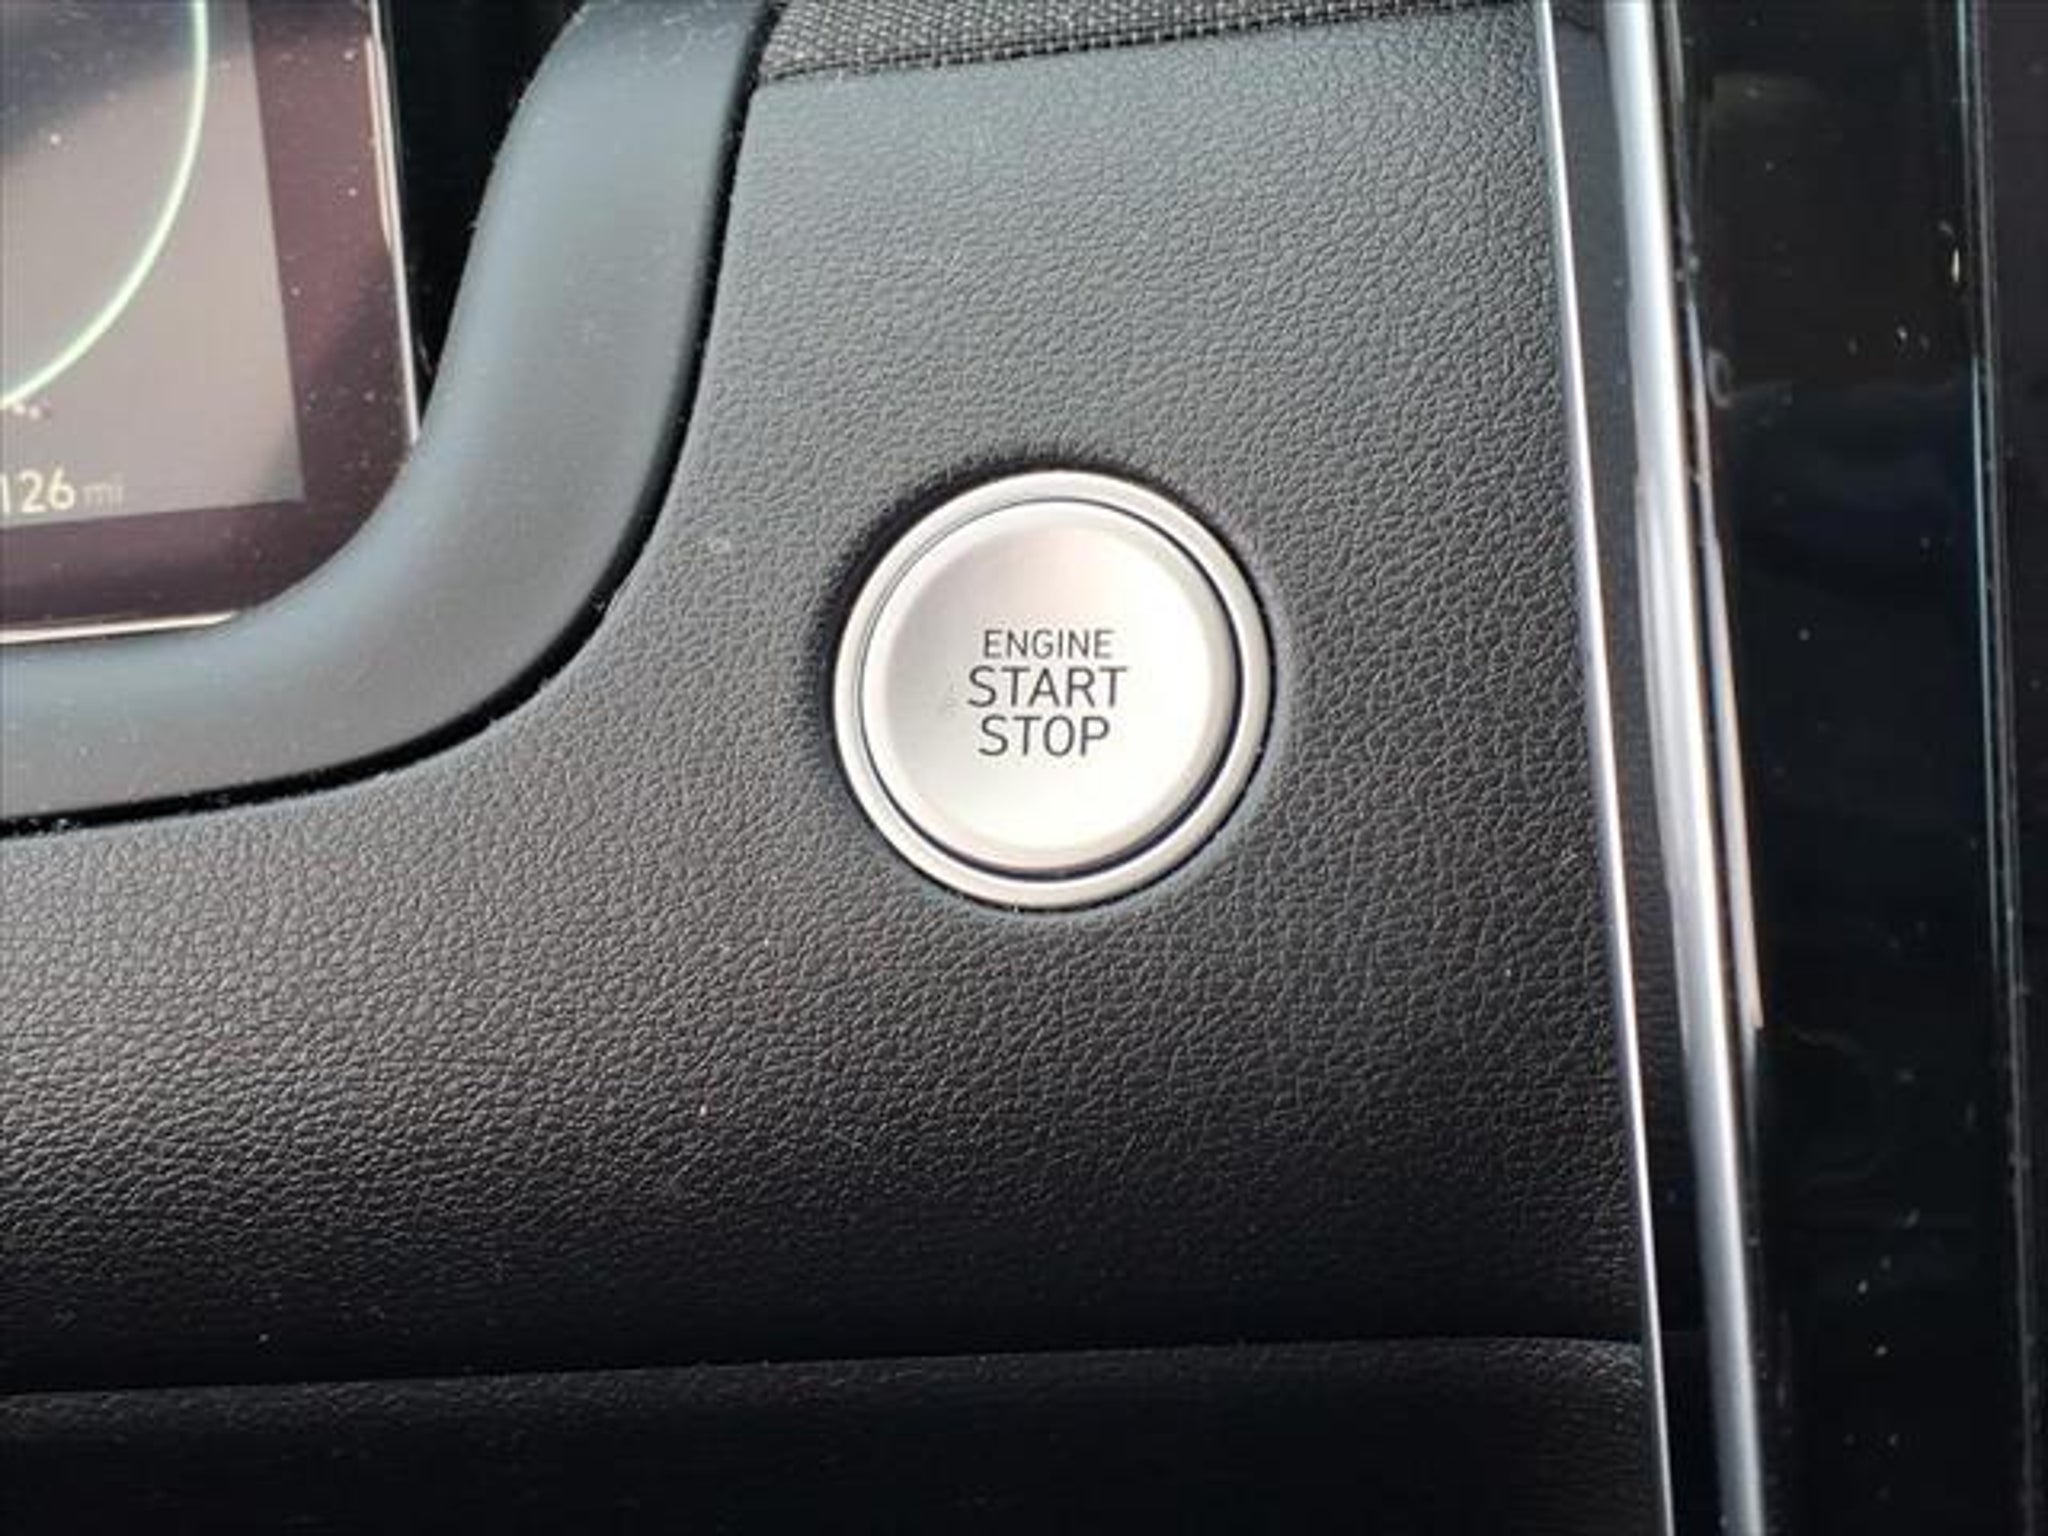 126 mi
ENGINE
START
STOP